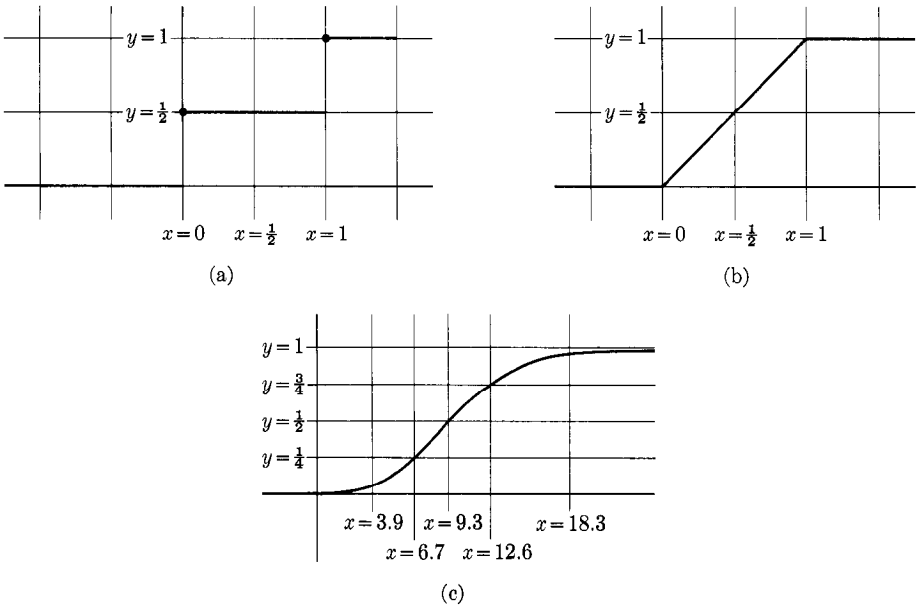 y = 1
y = 1/2
x = 0 x = 1/2 x = 1
(a)
y = 1
y = 1/2
x = 0 x = 1/2 x = 1
(b)
y = 1
y = 3/4
y = 1/2
y = 1/4
x = 3.9 x = 9.3 x = 18.3
x = 6.7 x = 12.6
(c)